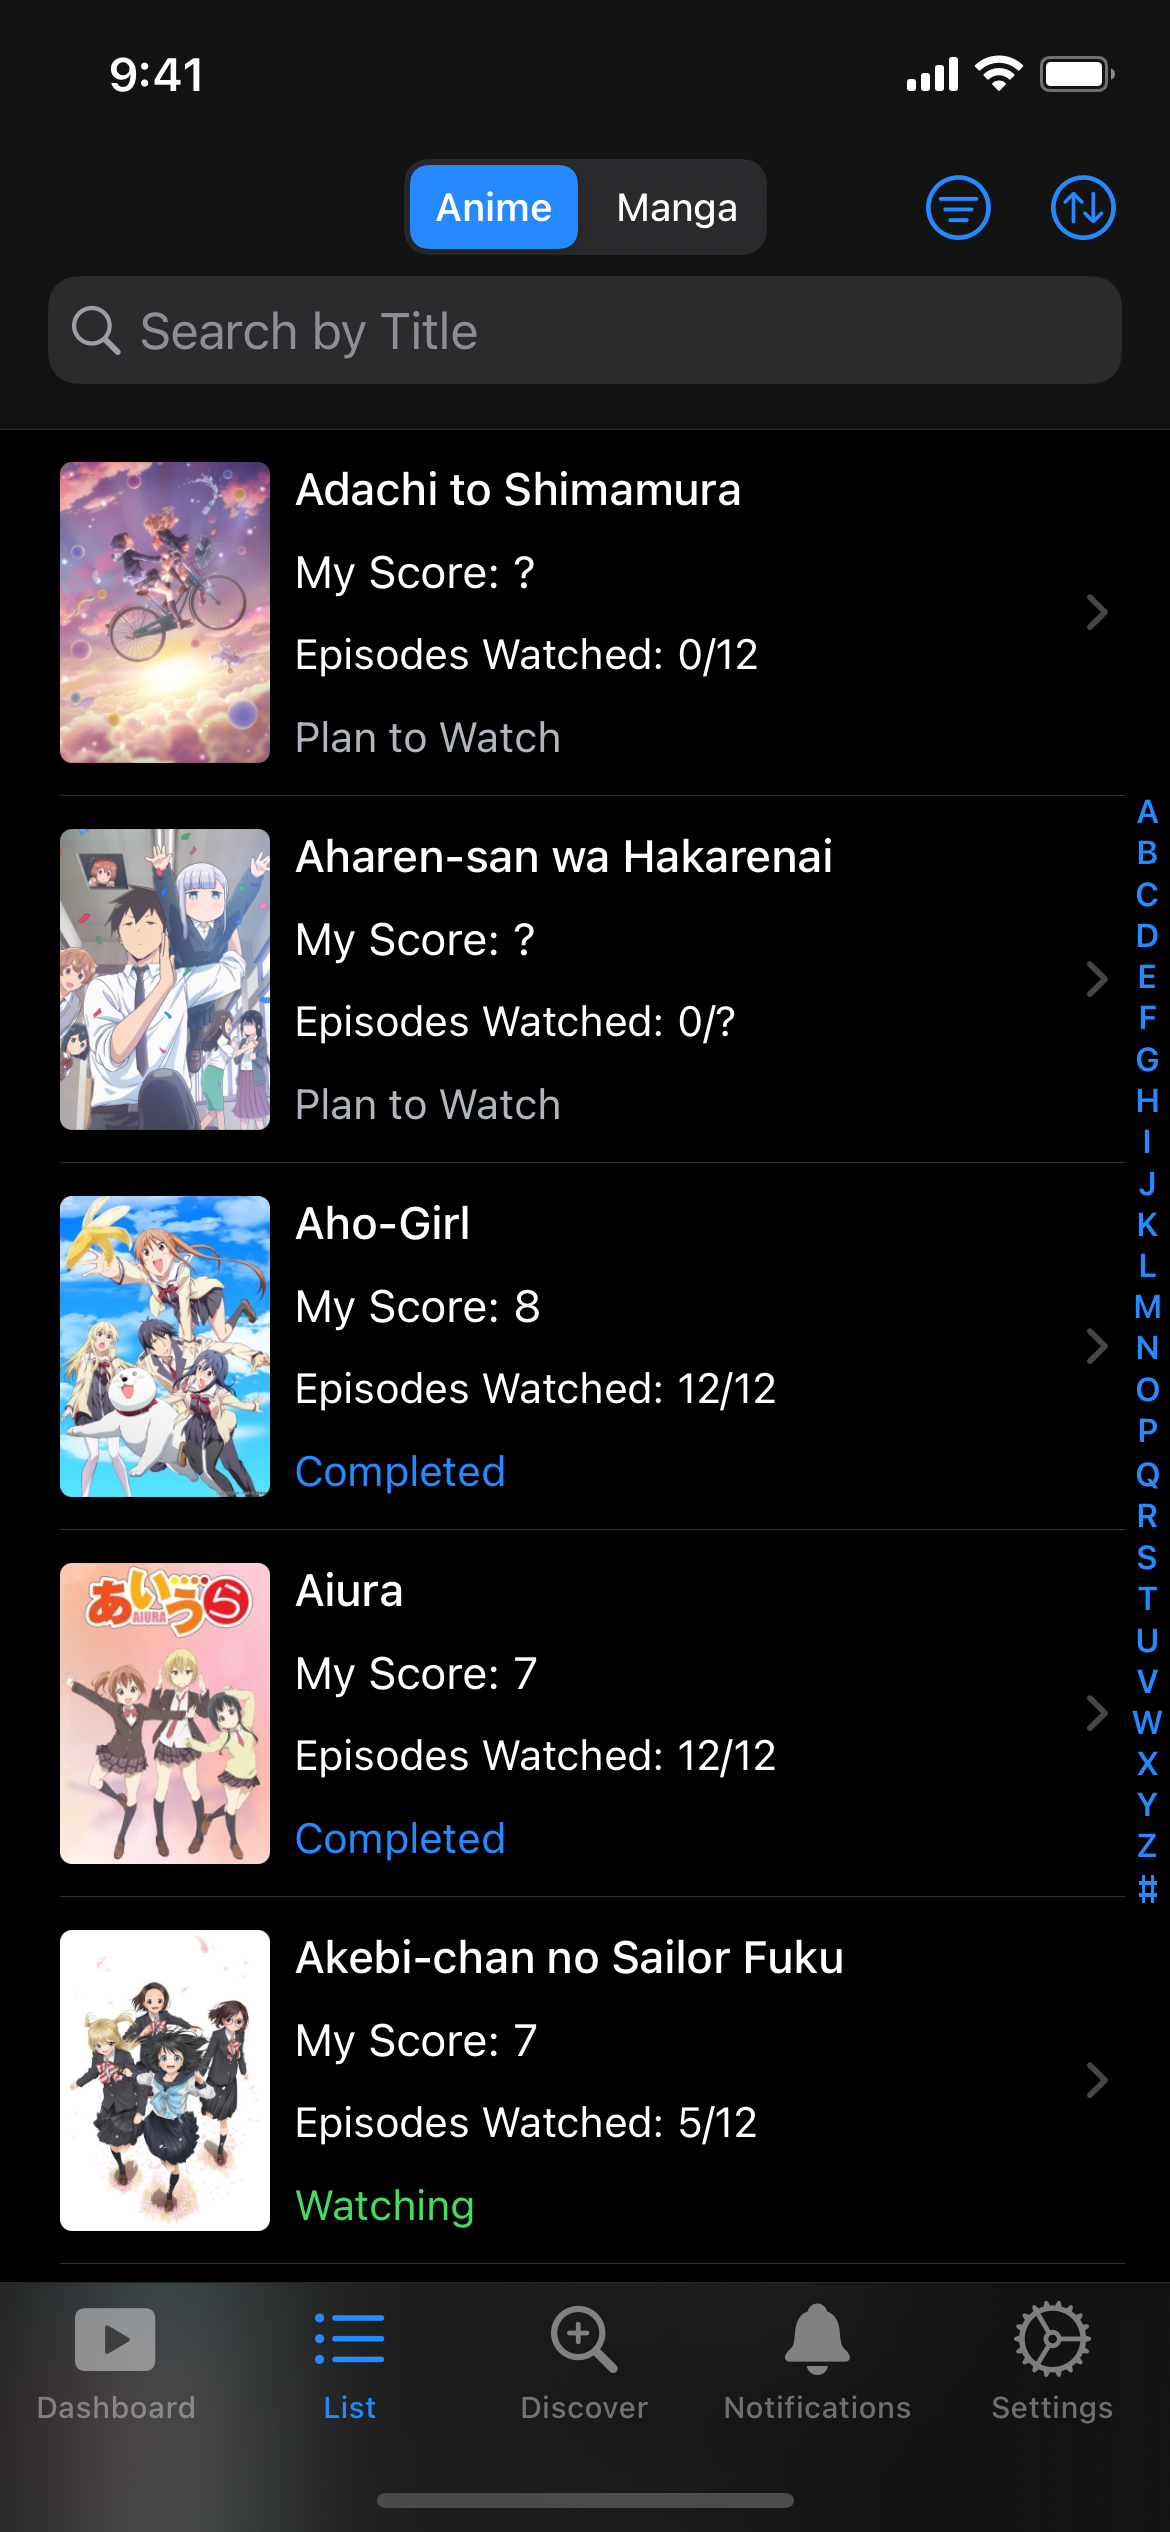 9:41
Anime
Manga
Search by Title
Adachi to Shimamura
My Score: ?
Episodes Watched: 0/12
Plan to Watch
Aharen-san wa Hakarenai
My Score: ?
Episodes Watched: 0/?
Plan to Watch
Aho-Girl
My Score: 8
Episodes Watched: 12/12
Completed
あいうら
AIURA
Aiura
My Score: 7
Episodes Watched: 12/12
Completed
Akebi-chan no Sailor Fuku
My Score: 7
Episodes Watched: 5/12
Watching
A
B
C
D
E
F
G
H
I
J
K
L
M
N
O
P
Q
R
S
T
U
V
W
X
Y
Z
#
Dashboard
List
Discover
Notifications
Settings